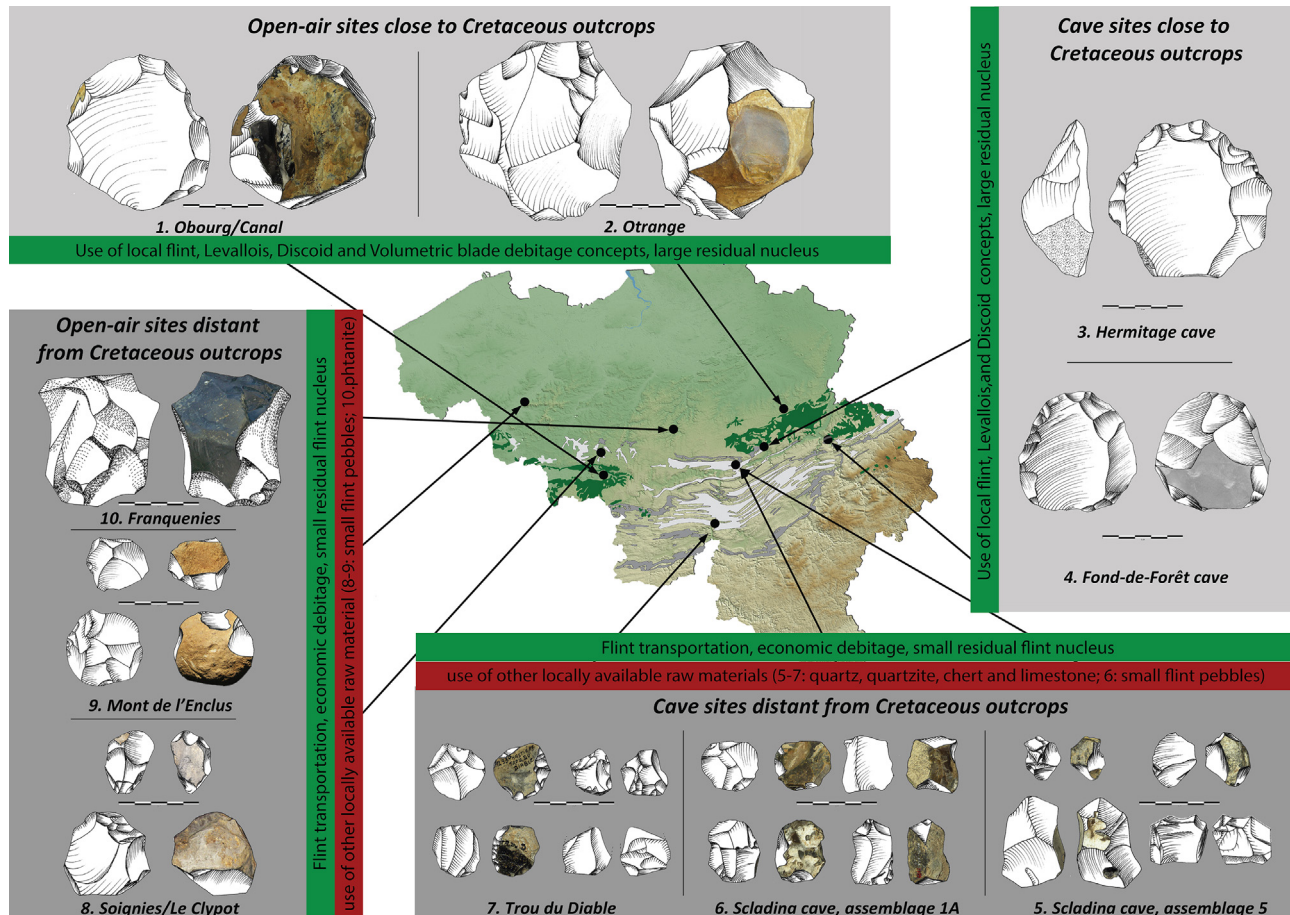 Open-air sites close to Cretaceous outcrops
1. Obourg/Canal
2. Otrange
Use of local flint, Levallois, Discoid and Volumetric blade debitage concepts, large residual nucleus
Cave sites close to
Cretaceous outcrops
3. Hermitage cave
4. Fond-de-Forêt cave
Use of local flint, Levallois,and Discoid concepts, large residual nucleus
Open-air sites distant
from Cretaceous outcrops
10. Franquenies
9. Mont de l'Enclus
8. Soignies/Le Clypot
Flint transportation, economic debitage, small residual flint nucleus
use of other locally available raw material (8-9: small flint pebbles; 10.phtanite)
Flint transportation, economic debitage, small residual flint nucleus
use of other locally available raw materials (5-7: quartz, quartzite, chert and limestone; 6: small flint pebbles)
Cave sites distant from Cretaceous outcrops
7. Trou du Diable
6. Scladina cave, assemblage 1A
5. Scladina cave, assemblage 5